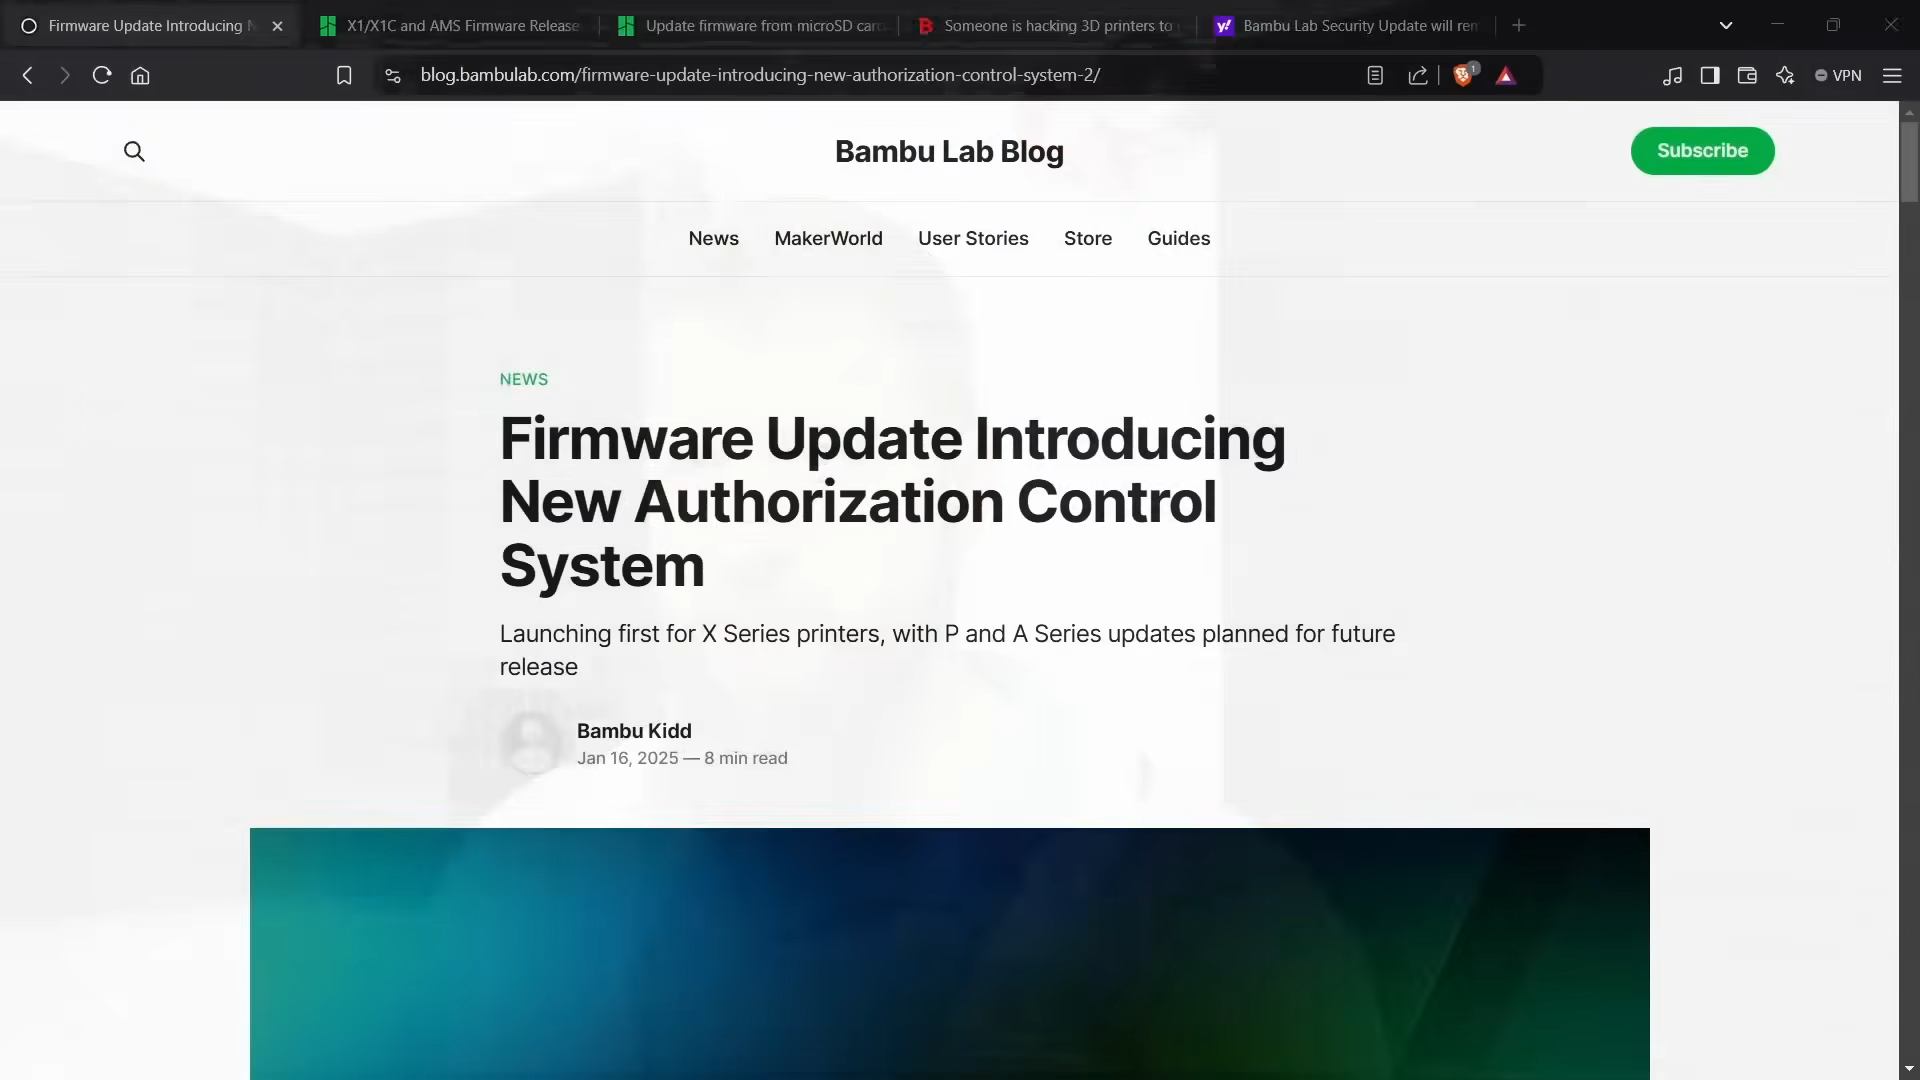 Firmware Update Introducing N
X1/X1C and AMS Firmware Release
Update firmware from microSD car
Someone is hacking 3D printers to
Bambu Lab Security Update will rem
blog.bambulab.com/firmware-update-introducing-new-authorization-control-system-2/
1
VPN
Bambu Lab Blog
Subscribe
News
MakerWorld
User Stories
Store
Guides
NEWS
Firmware Update Introducing
New Authorization Control
System
Launching first for X Series printers, with P and A Series updates planned for future
release
Bambu Kidd
Jan 16, 2025 — 8 min read